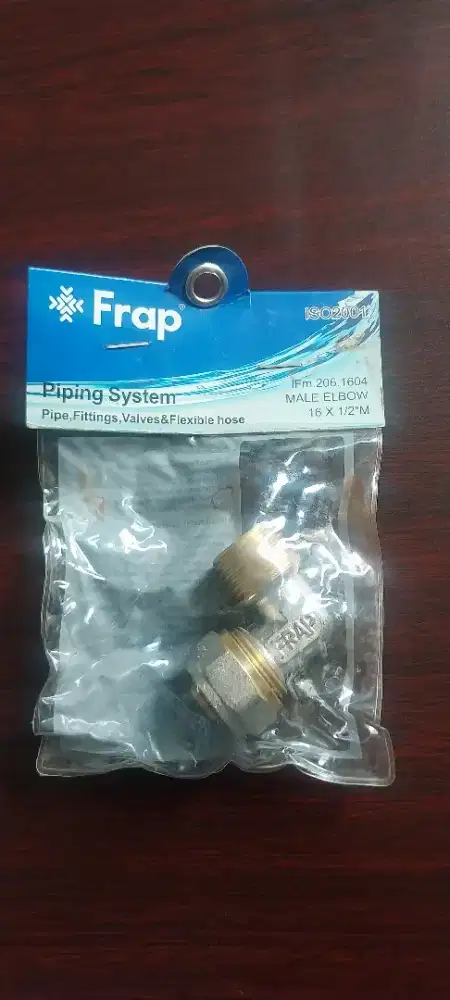 Frap®
ISO2001
Piping System
Pipe,Fittings,Valves&Flexible hose
IFm.206.1604
MALE ELBOW
16 X 1/2"M
FRAP